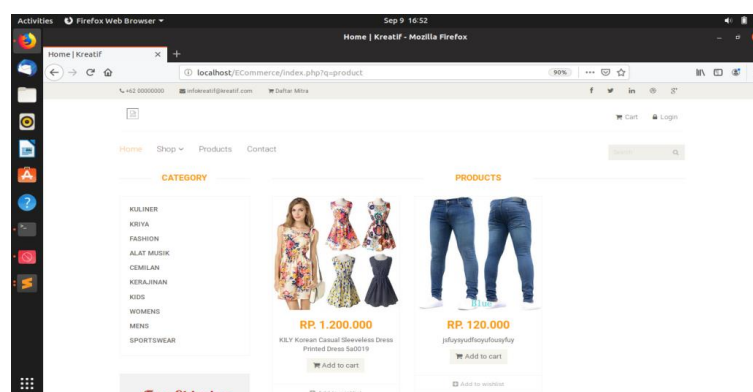 Activities Firefox Web Browser Sep 9 16:52
Home | Kreatif - Mozilla Firefox
Home | Kreatif
localhost/ECommerce/index.php?q=product 90%
+62 00000000 infokreatif@kreatif.com Daftar Mitra
Cart Login
Home Shop Products Contact Search
CATEGORY PRODUCTS
KULINER
KRIYA
FASHION
ALAT MUSIK
CEMILAN
KERAJINAN
KIDS
WOMENS
MENS
SPORTSWEAR
Blue
RP. 1.200.000 RP. 120.000
KILY Korean Casual Sleeveless Dress
Printed Dress Sa0019
jsfuysyudfsoyufousyfuy
Add to cart Add to cart
Add to wishlist